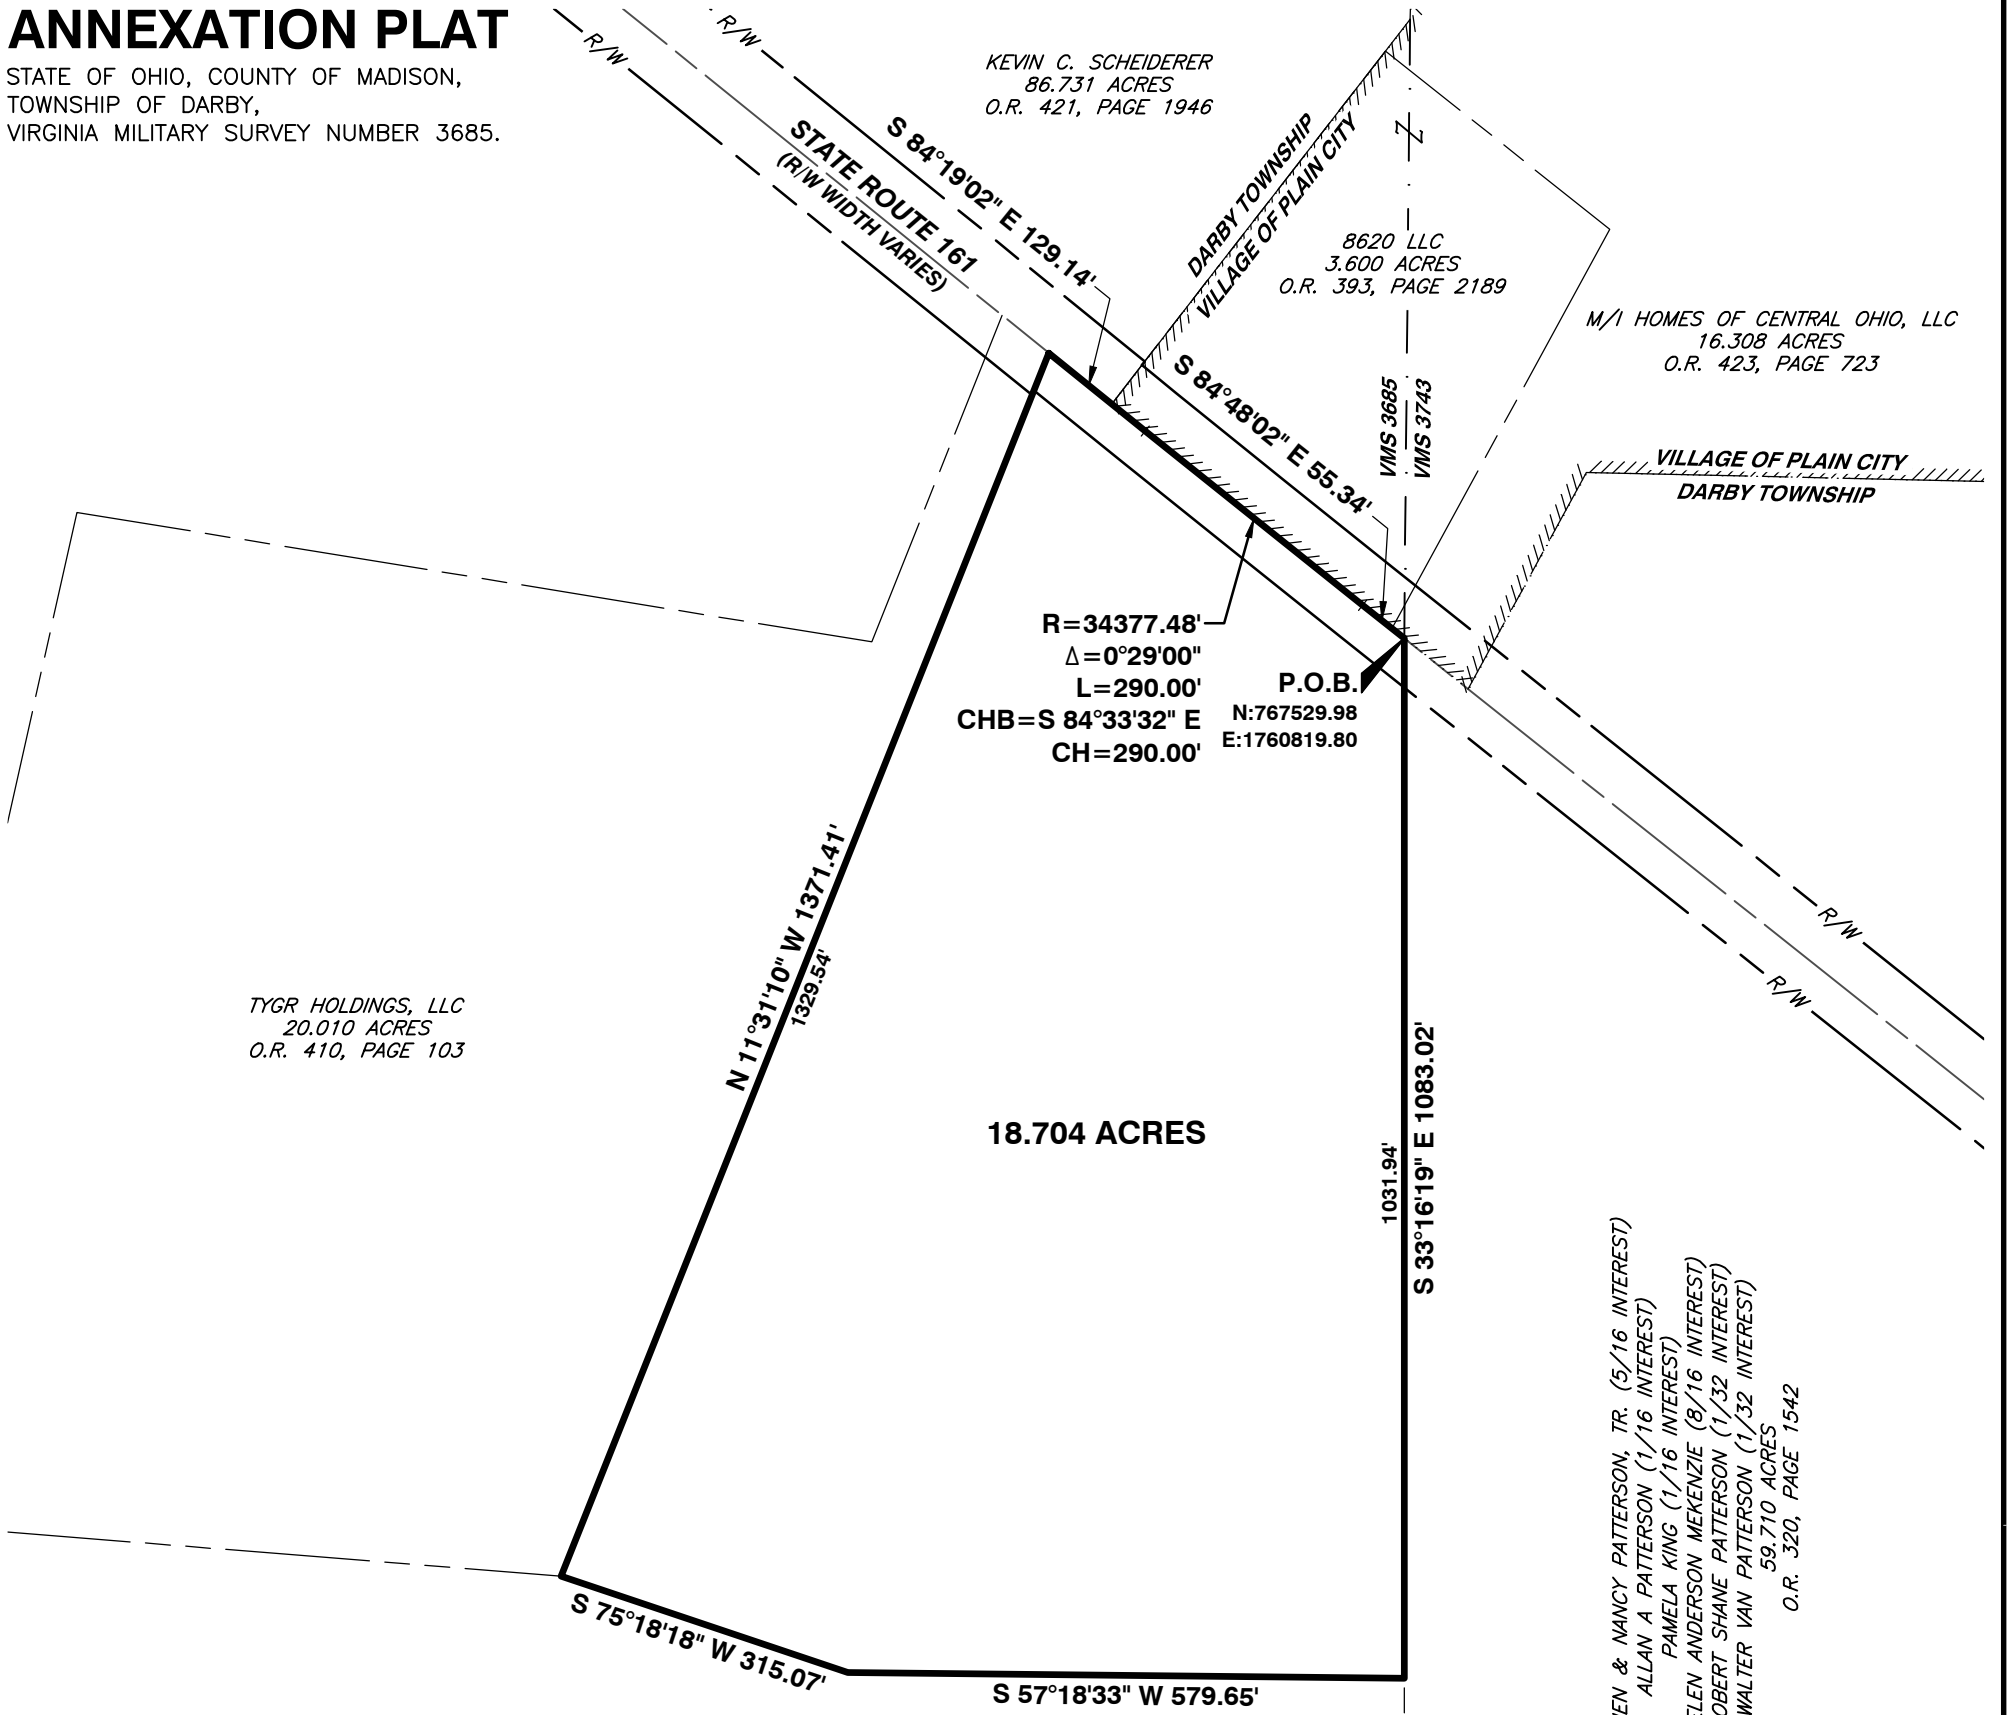 ANNEXATION PLAT
STATE OF OHIO, COUNTY OF MADISON,
TOWNSHIP OF DARBY,
VIRGINIA MILITARY SURVEY NUMBER 3685.
R/W
R/W
KEVIN C. SCHEIDERER
86.731 ACRES
O.R. 421, PAGE 1946
S 84°19'02" E 129.14'
STATE ROUTE 161
(R/W WIDTH VARIES)
DARBY TOWNSHIP
VILLAGE OF PLAIN CITY
8620 LLC
3.600 ACRES
O.R. 393, PAGE 2189
M/I HOMES OF CENTRAL OHIO, LLC
16.308 ACRES
O.R. 423, PAGE 723
S 84°48'02" E 55.34'
VMS 3685
VMS 3743
VILLAGE OF PLAIN CITY
DARBY TOWNSHIP
R=34377.48'
Δ=0°29'00"
L=290.00'
CHB=S 84°33'32" E
CH=290.00'
P.O.B.
N:767529.98
E:1760819.80
N 11°31'10" W 1371.41'
1329.54'
R/W
R/W
TYGR HOLDINGS, LLC
20.010 ACRES
O.R. 410, PAGE 103
18.704 ACRES
1031.94'
S 33°16'19" E 1083.02'
& NANCY PATTERSON, TR. (5/16 INTEREST)
ALLAN A PATTERSON (1/16 INTEREST)
PAMELA KING (1/16 INTEREST)
ANDERSON MEKENZIE (8/16 INTEREST)
SHANE PATTERSON (1/32 INTEREST)
WALTER VAN PATTERSON (1/32 INTEREST)
59.710 ACRES
O.R. 320, PAGE 1542
S 75°18'18" W 315.07'
S 57°18'33" W 579.65'